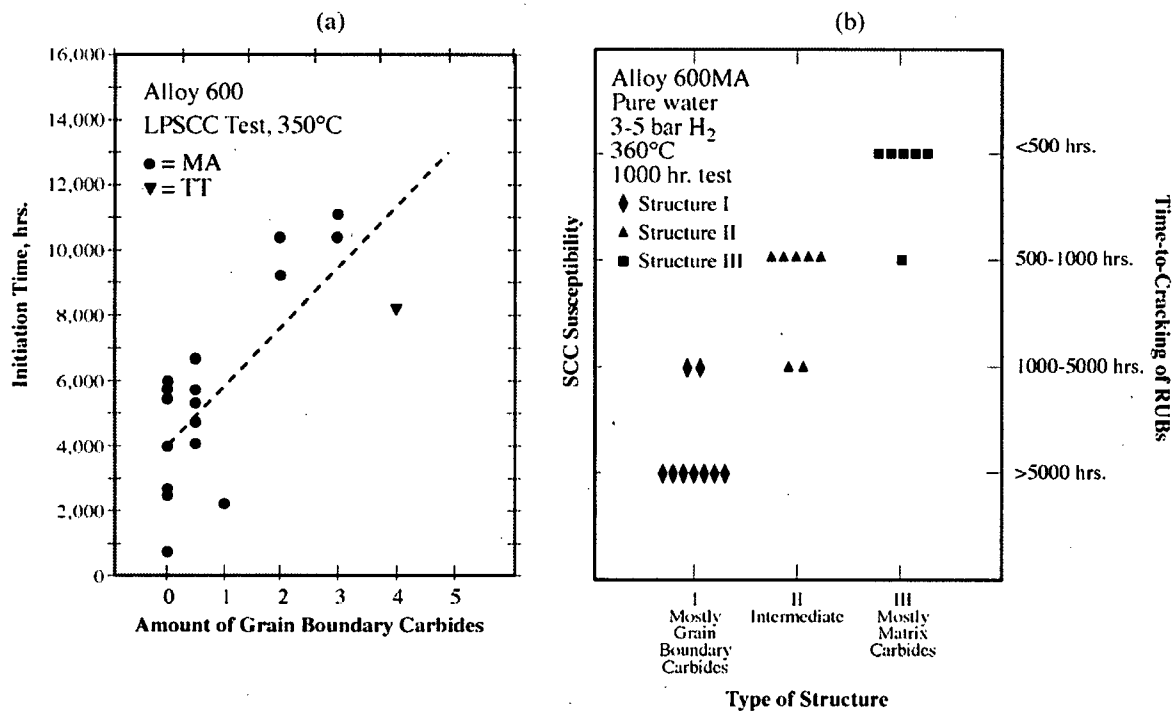 (a)
16,000
14,000
12,000
10,000
8,000
6,000
4,000
2,000
0
Initiation Time, hrs.
Alloy 600
LPSCC Test, 350°C
● = MA
▼ = TT
0 1 2 3 4 5
Amount of Grain Boundary Carbides
(b)
SCC Susceptibility
Alloy 600MA
Pure water
3-5 bar H₂
360°C
1000 hr. test
♦ Structure I
▲ Structure II
■ Structure III
<500 hrs.
500-1000 hrs.
1000-5000 hrs.
>5000 hrs.
Time-to-Cracking of RUBs
I
Mostly
Grain
Boundary
Carbides
II
Intermediate
III
Mostly
Matrix
Carbides
Type of Structure